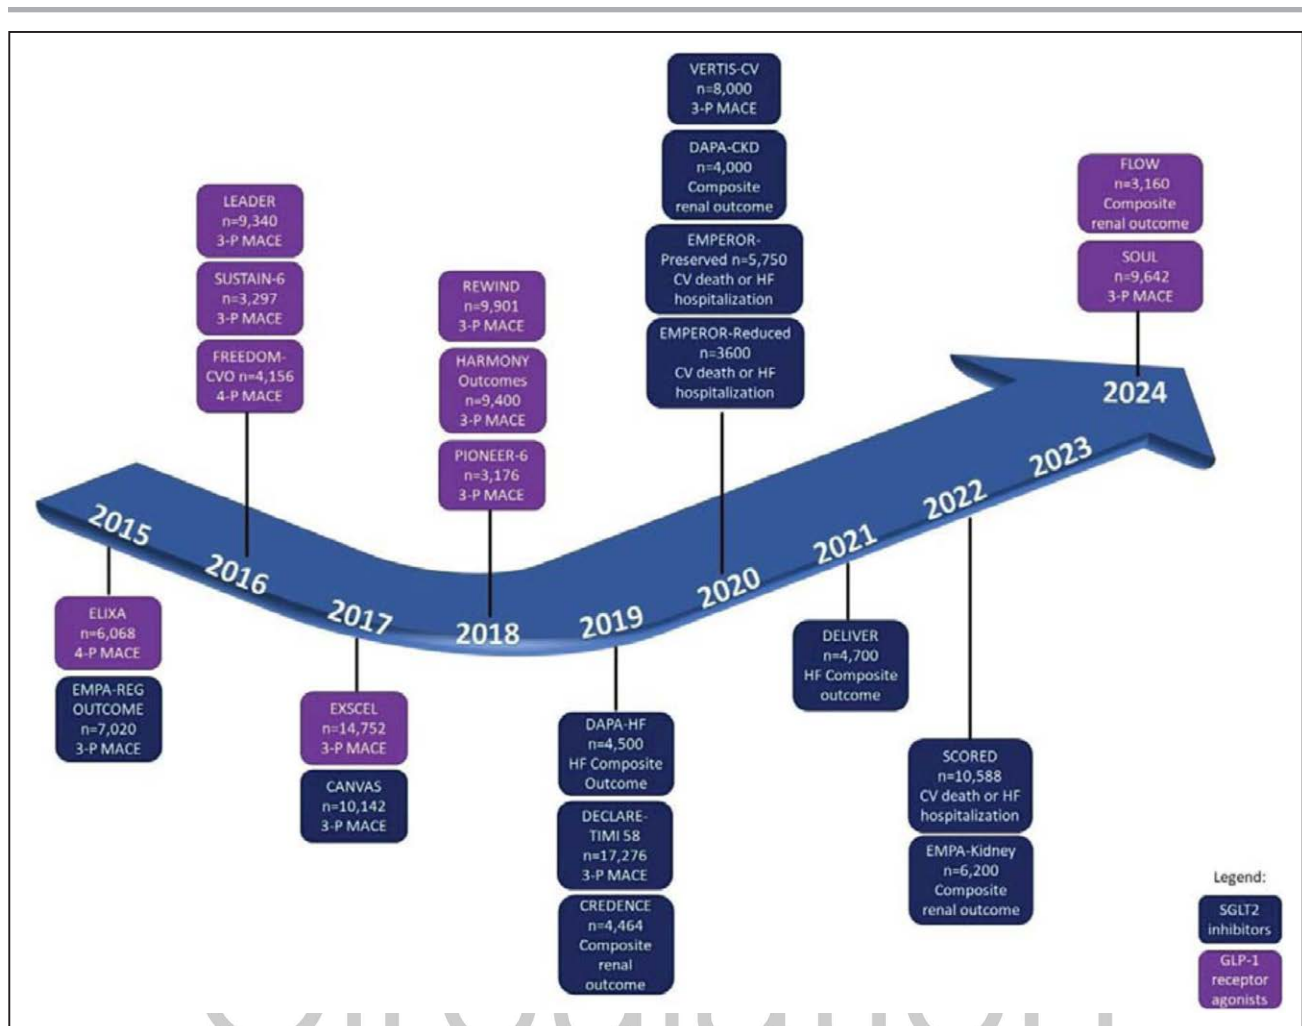 VERTIS-CV
n=8,000
3-P MACE
DAPA-CKD
n=4,000
Composite
renal outcome
EMPEROR-
Preserved n=5,750
CV death or HF
hospitalization
EMPEROR-Reduced
n=3600
CV death or HF
hospitalization
FLOW
n=3,160
Composite
renal outcome
SOUL
n=9,642
3-P MACE
LEADER
n=9,340
3-P MACE
SUSTAIN-6
n=3,297
3-P MACE
FREEDOM-
CVO n=4,156
4-P MACE
REWIND
n=9,901
3-P MACE
HARMONY
Outcomes
n=9,400
3-P MACE
PIONEER-6
n=3,176
3-P MACE
2015
2016
2017
2018
2019
2020
2021
2022
2023
2024
ELIXA
n=6,068
4-P MACE
EMPA-REG
OUTCOME
n=7,020
3-P MACE
EXSCEL
n=14,752
3-P MACE
CANVAS
n=10,142
3-P MACE
DAPA-HF
n=4,500
HF Composite
Outcome
DECLARE-
TIMI 58
n=17,276
3-P MACE
CREDENCE
n=4,464
Composite
renal
outcome
DELIVER
n=4,700
HF Composite
outcome
SCORED
n=10,588
CV death or HF
hospitalization
EMPA-Kidney
n=6,200
Composite
renal outcome
Legend:
SGLT2
inhibitors
GLP-1
receptor
agonists